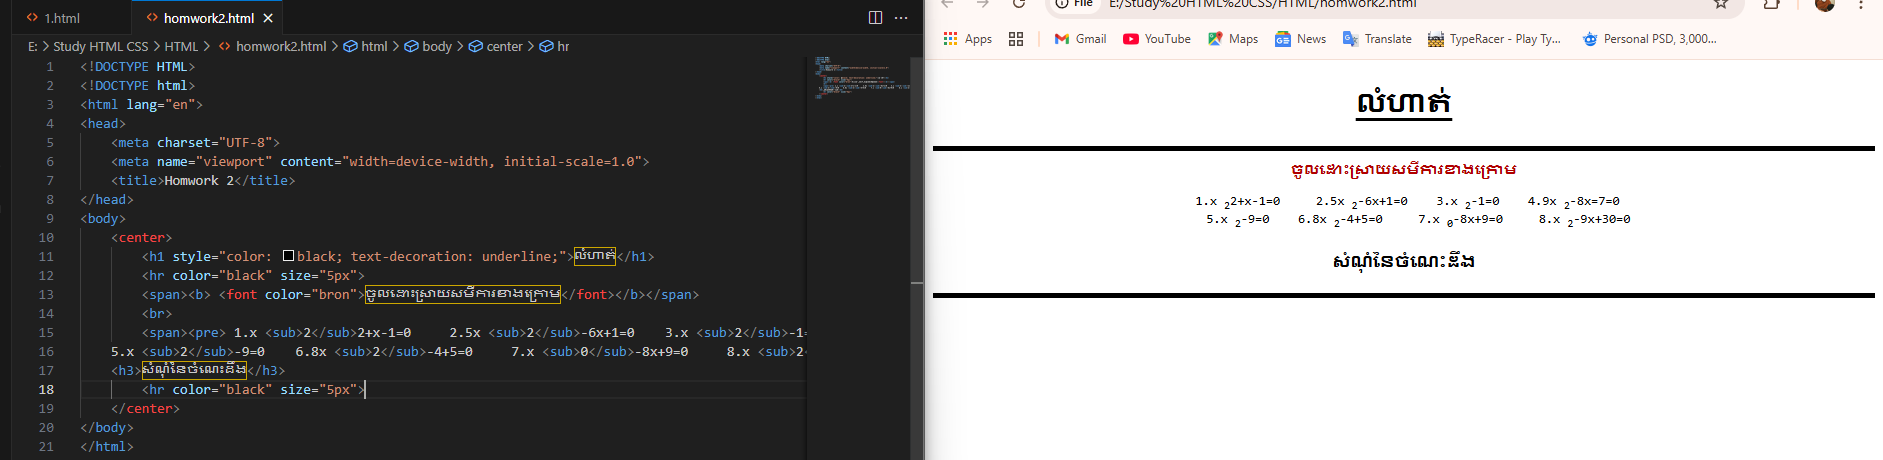 1.html
homwork2.html
E: > Study HTML CSS > HTML > homwork2.html > html > body > center > hr
1 <!DOCTYPE HTML>
2 <!DOCTYPE html>
3 <html lang="en">
4 <head>
5 <meta charset="UTF-8">
6 <meta name="viewport" content="width=device-width, initial-scale=1.0">
7 <title>Homwork 2</title>
8 </head>
9 <body>
10 <center>
11 <h1 style="color: black; text-decoration: underline;">លំហាត់</h1>
12 <hr color="black" size="5px">
13 <span><b> <font color="bron">ចូលដោះស្រាយសមីការខាងក្រោម</font></b></span>
14 <br>
15 <span><pre> 1.x <sub>2</sub>2+x-1=0 2.5x <sub>2</sub>-6x+1=0 3.x <sub>2</sub>-1=
16 5.x <sub>2</sub>-9=0 6.8x <sub>2</sub>-4+5=0 7.x <sub>0</sub>-8x+9=0 8.x <sub>2-
17 <h3>សំណុំនៃចំណេះដឹង</h3>
18 <hr color="black" size="5px">
19 </center>
20 </body>
21 </html>
File E:/Study%20HTML%20CSS/HTML/homwork2.html
Apps Gmail YouTube Maps News Translate TypeRacer - Play Ty... Personal PSD, 3,000...
លំហាត់
ចូលដោះស្រាយសមីការខាងក្រោម
1.x 22+x-1=0 2.5x 2-6x+1=0 3.x 2-1=0 4.9x 2-8x=7=0
5.x 2-9=0 6.8x 2-4+5=0 7.x 0-8x+9=0 8.x 2-9x+30=0
សំណុំនៃចំណេះដឹង